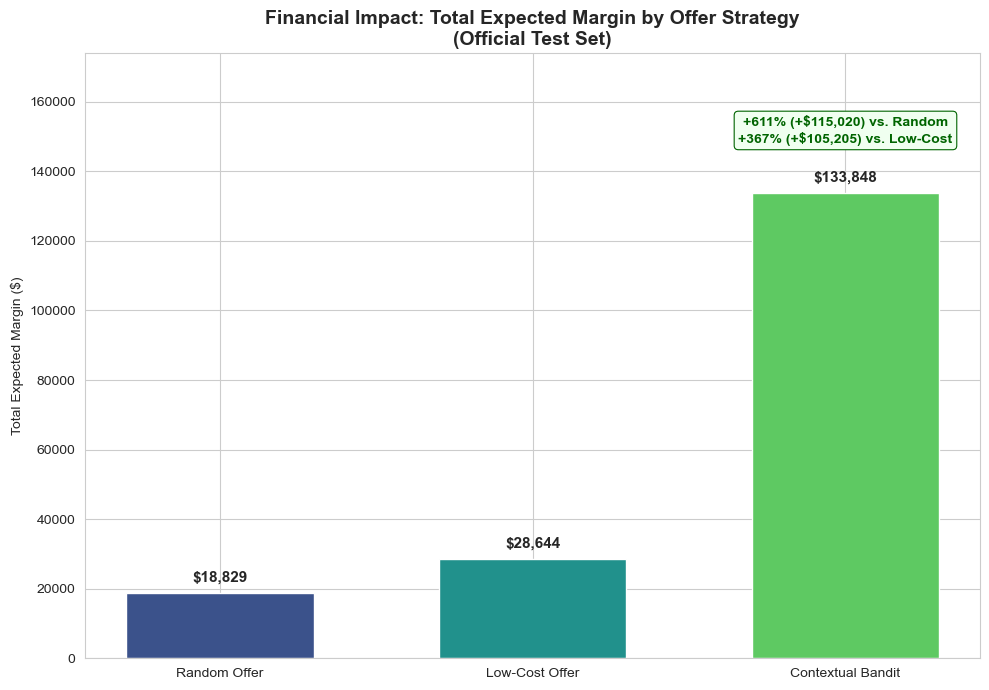 Financial Impact: Total Expected Margin by Offer Strategy
(Official Test Set)
160000
140000
120000
100000
80000
60000
40000
20000
0
Total Expected Margin ($)
+611% (+$115,020) vs. Random
+367% (+$105,205) vs. Low-Cost
$133,848
$28,644
$18,829
Random Offer
Low-Cost Offer
Contextual Bandit